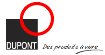 DUPONT
Des produits à vivre